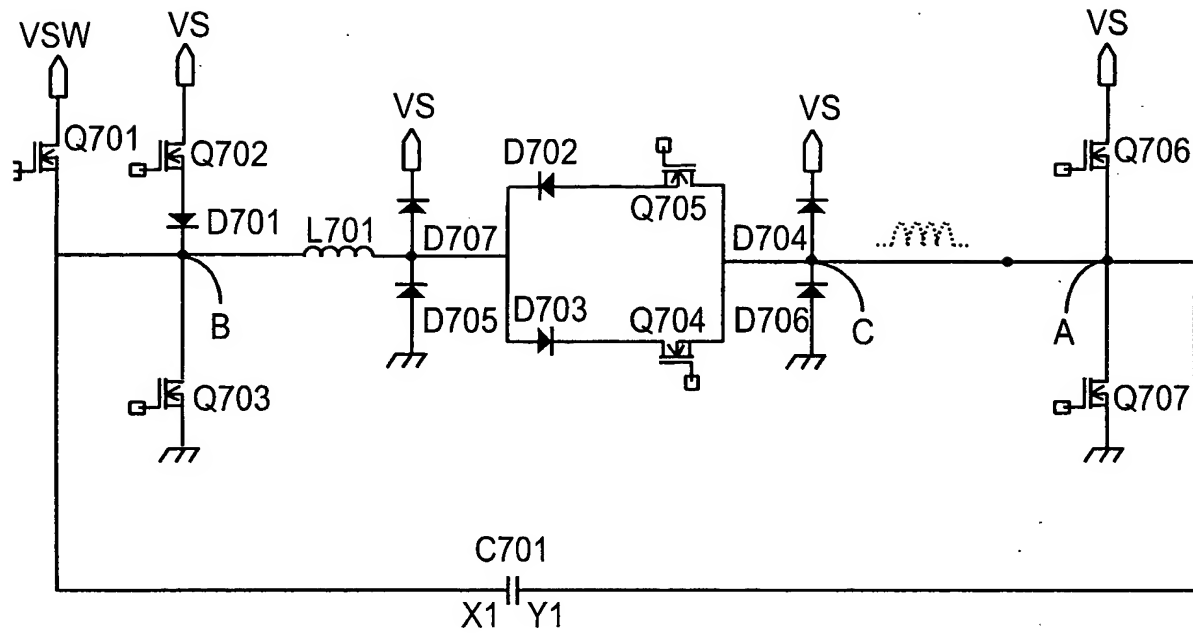 VSW VS VS
Q701 Q702 VS VS Q706
D702 Q705
D701 L701 D707 D704
B D705 D703 Q704 D706 C A
Q703 Q707
C701
X1 Y1